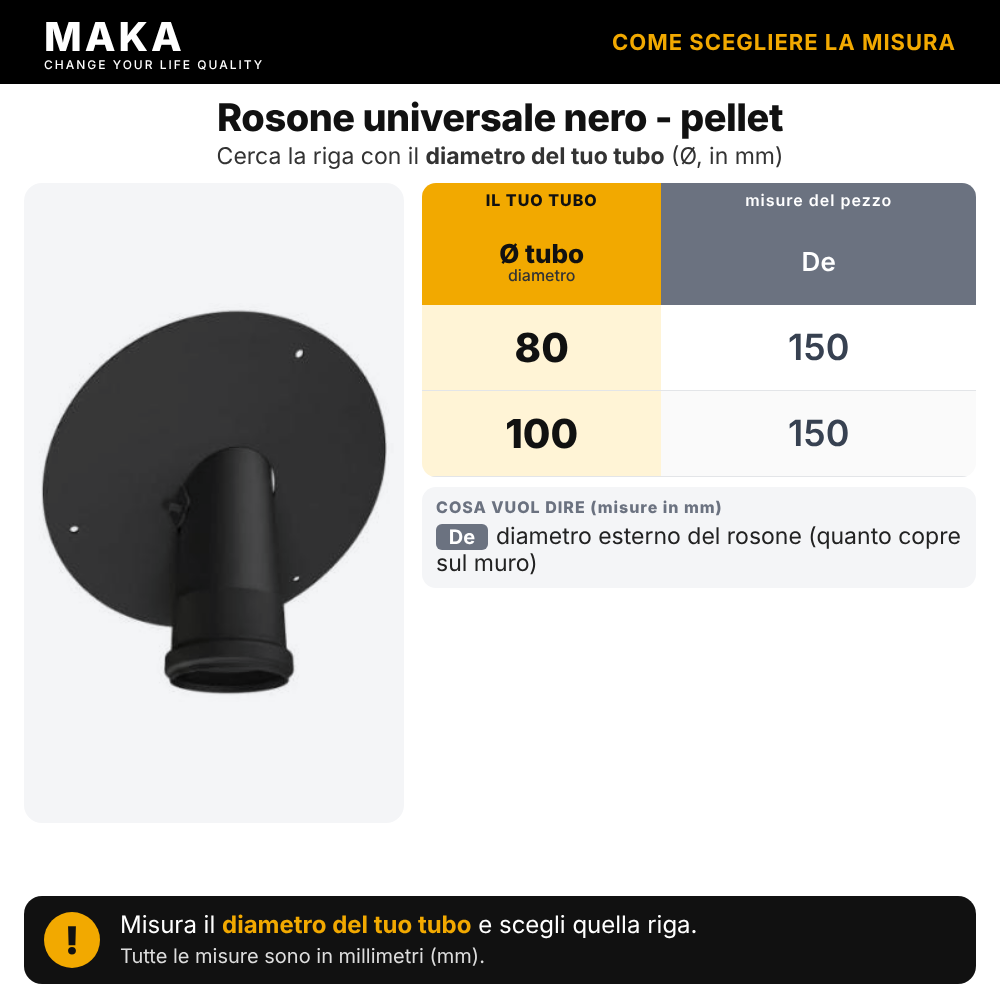 MAKA
CHANGE YOUR LIFE QUALITY
COME SCEGLIERE LA MISURA
Rosone universale nero - pellet
Cerca la riga con il diametro del tuo tubo (Ø, in mm)
IL TUO TUBO
misure del pezzo
Ø tubo
diametro
De
80
150
100
150
COSA VUOL DIRE (misure in mm)
De diametro esterno del rosone (quanto copre
sul muro)
!
Misura il diametro del tuo tubo e scegli quella riga.
Tutte le misure sono in millimetri (mm).